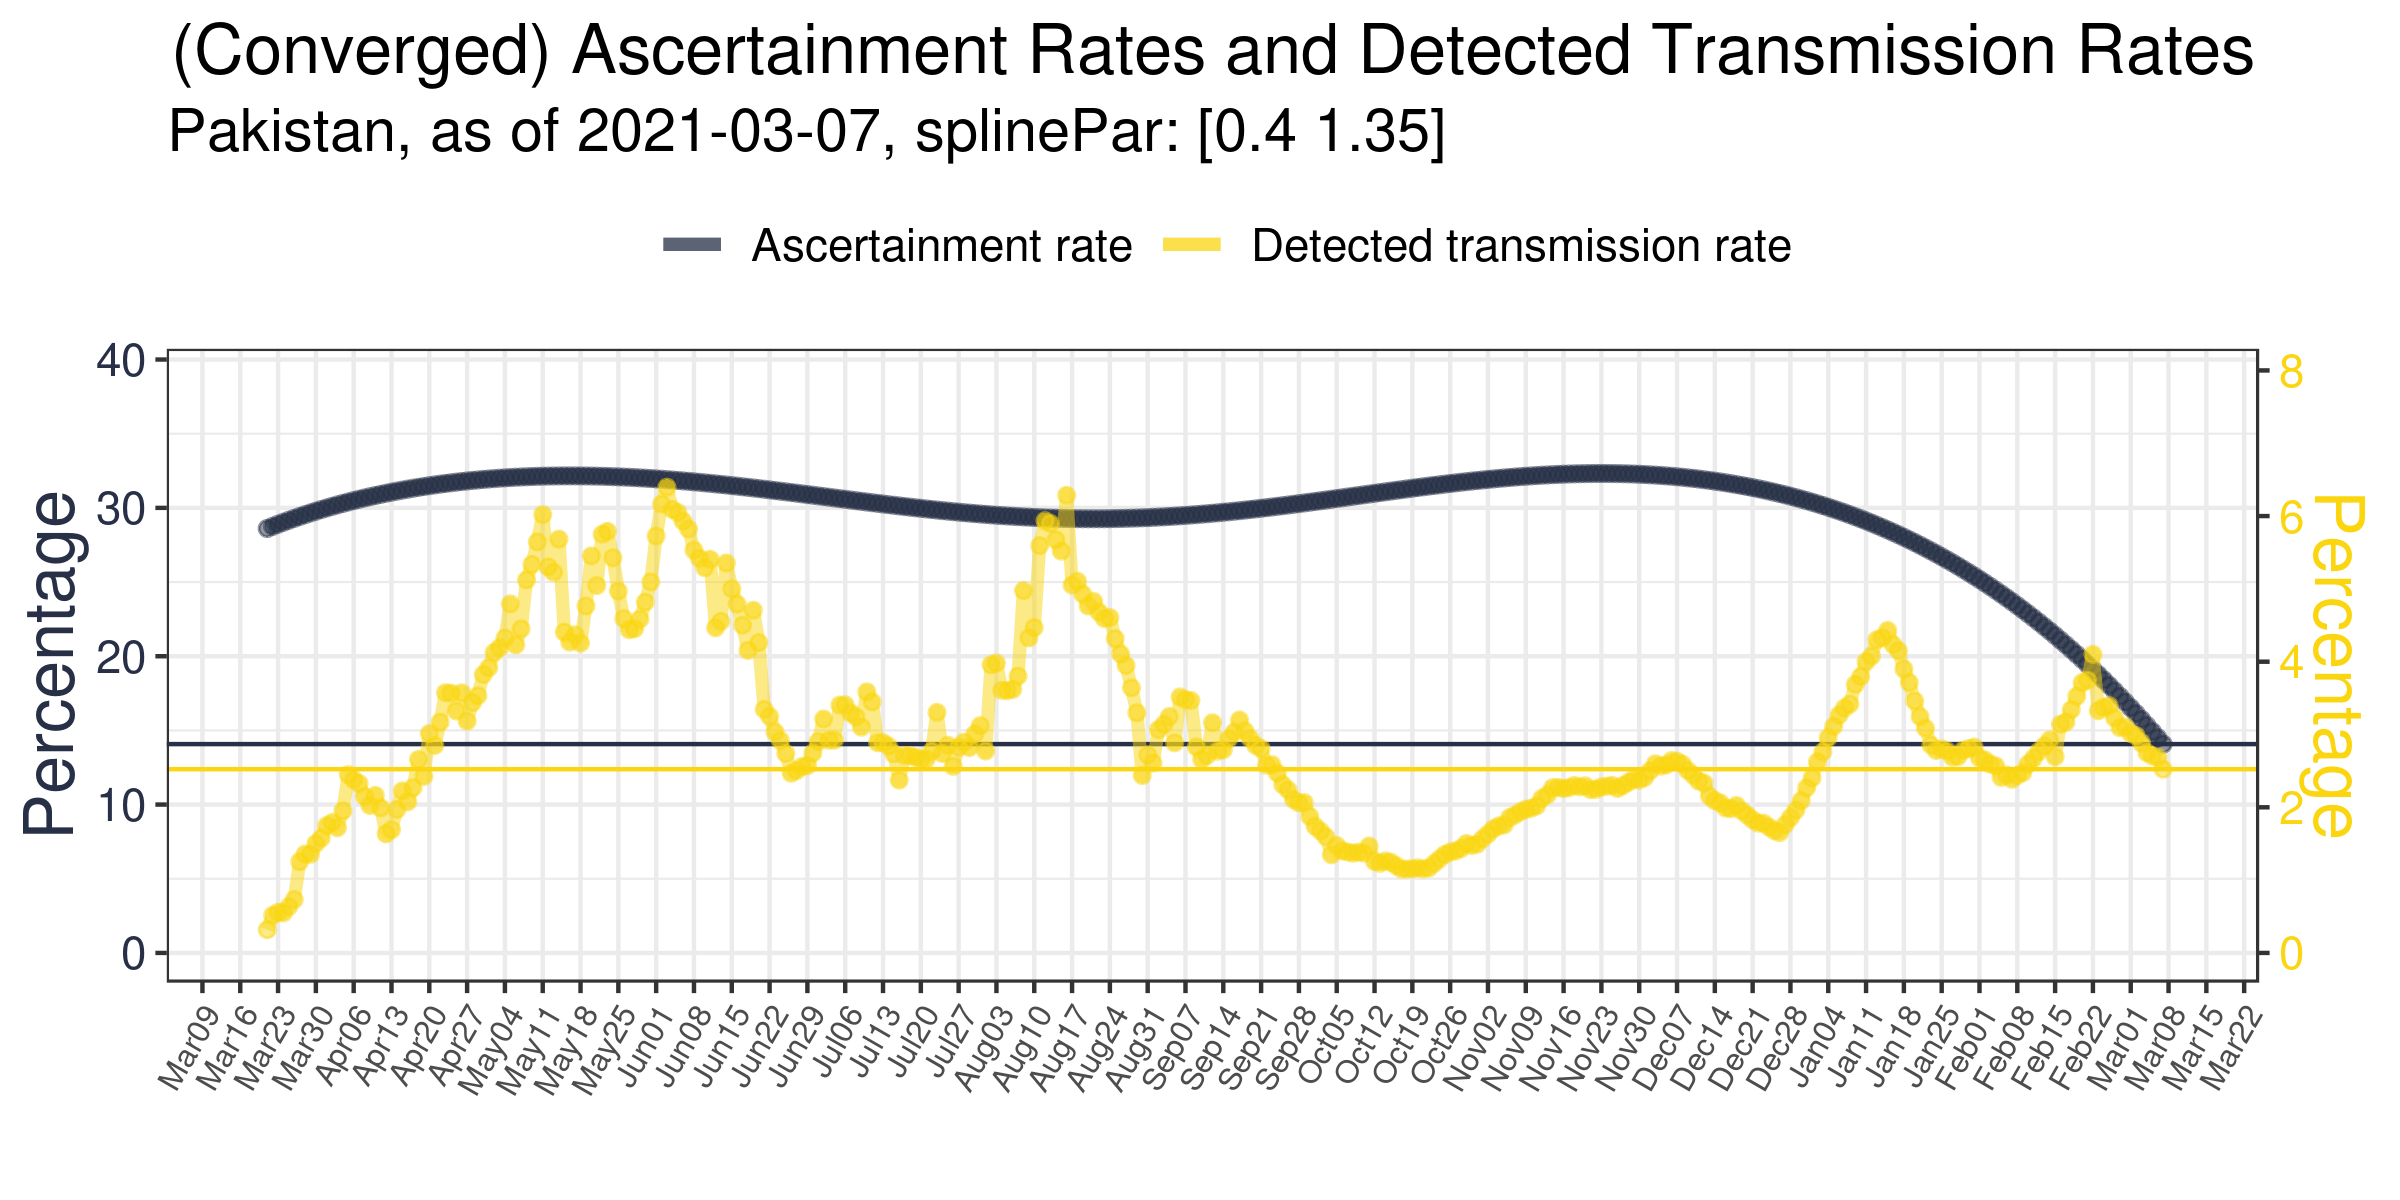 (Converged) Ascertainment Rates and Detected Transmission Rates
Pakistan, as of 2021-03-07, splinePar: [0.4 1.35]
Ascertainment rate
Detected transmission rate
Percentage
40
30
20
10
0
8
6
4
2
0
Percentage
Mar09
Mar16
Mar23
Mar30
Apr06
Apr13
Apr20
Apr27
May04
May11
May18
May25
Jun01
Jun08
Jun15
Jun22
Jun29
Jul06
Jul13
Jul20
Jul27
Aug03
Aug10
Aug17
Aug24
Aug31
Sep07
Sep14
Sep21
Sep28
Oct05
Oct12
Oct19
Oct26
Nov02
Nov09
Nov16
Nov23
Nov30
Dec07
Dec14
Dec21
Dec28
Jan04
Jan11
Jan18
Jan25
Feb01
Feb08
Feb15
Feb22
Mar01
Mar08
Mar15
Mar22